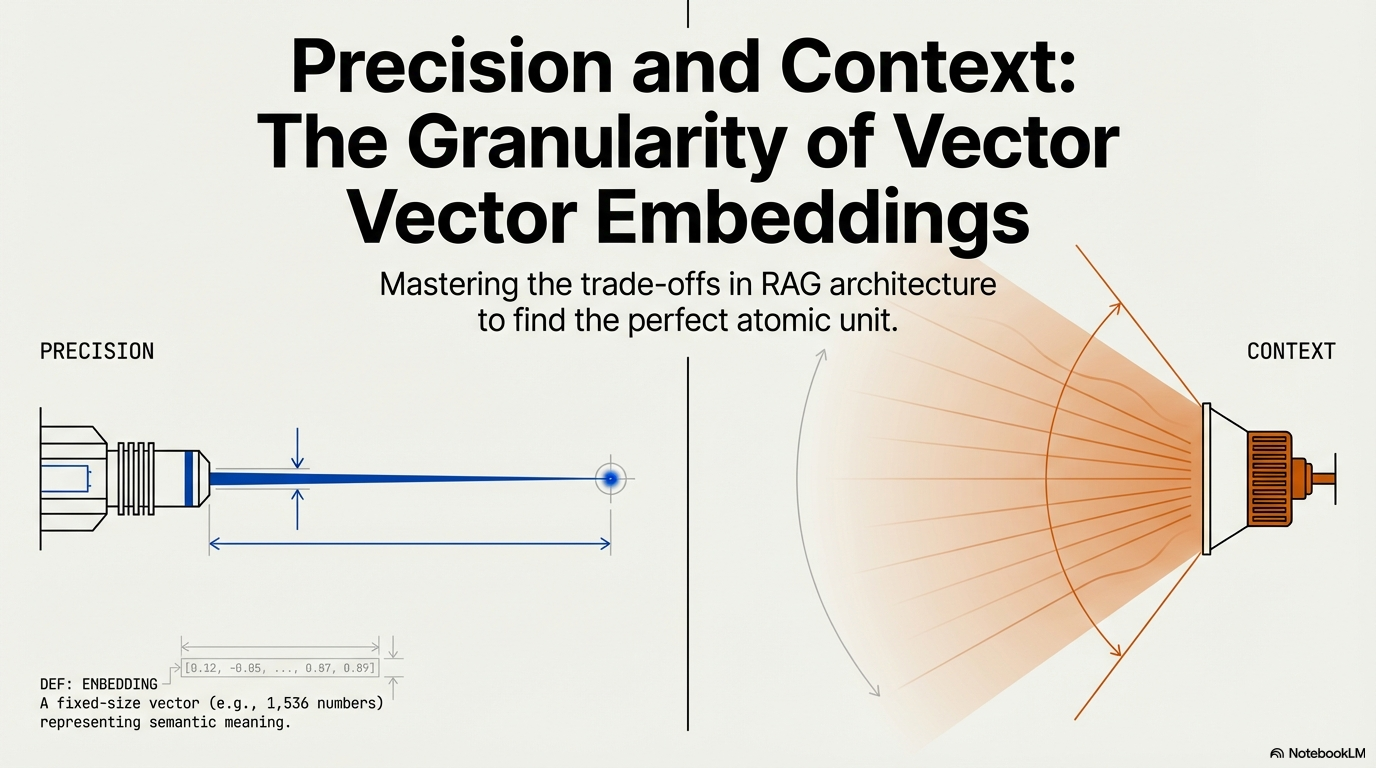 Precision and Context:
The Granularity of Vector
Vector Embeddings
Mastering the trade-offs in RAG architecture
to find the perfect atomic unit.
PRECISION
CONTEXT
[0.12, -0.05, ..., 0.87, 0.89]
DEF: EMBEDDING
A fixed-size vector (e.g., 1,536 numbers)
representing semantic meaning.
NotebookLM